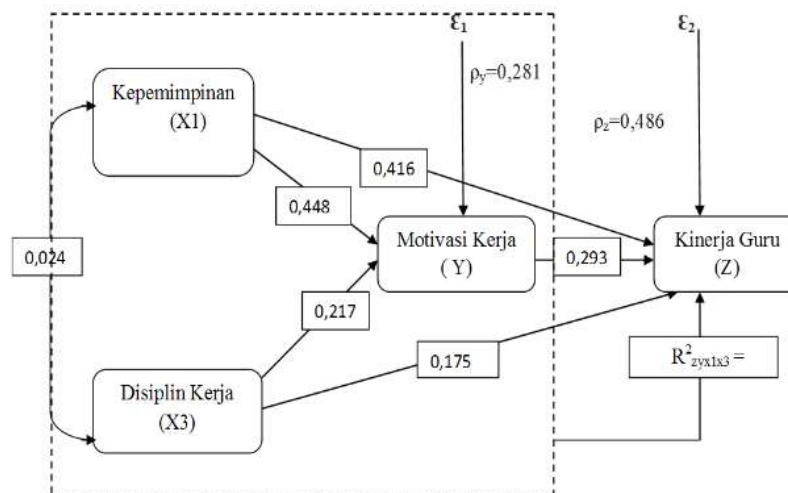 ε₁
ε₂
ρy=0,281
Kepemimpinan
(X1)
ρz=0,486
0,416
0,448
0,024
Motivasi Kerja
( Y)
0,293
Kinerja Guru
(Z)
0,217
0,175
R²zyx1x3 =
Disiplin Kerja
(X3)